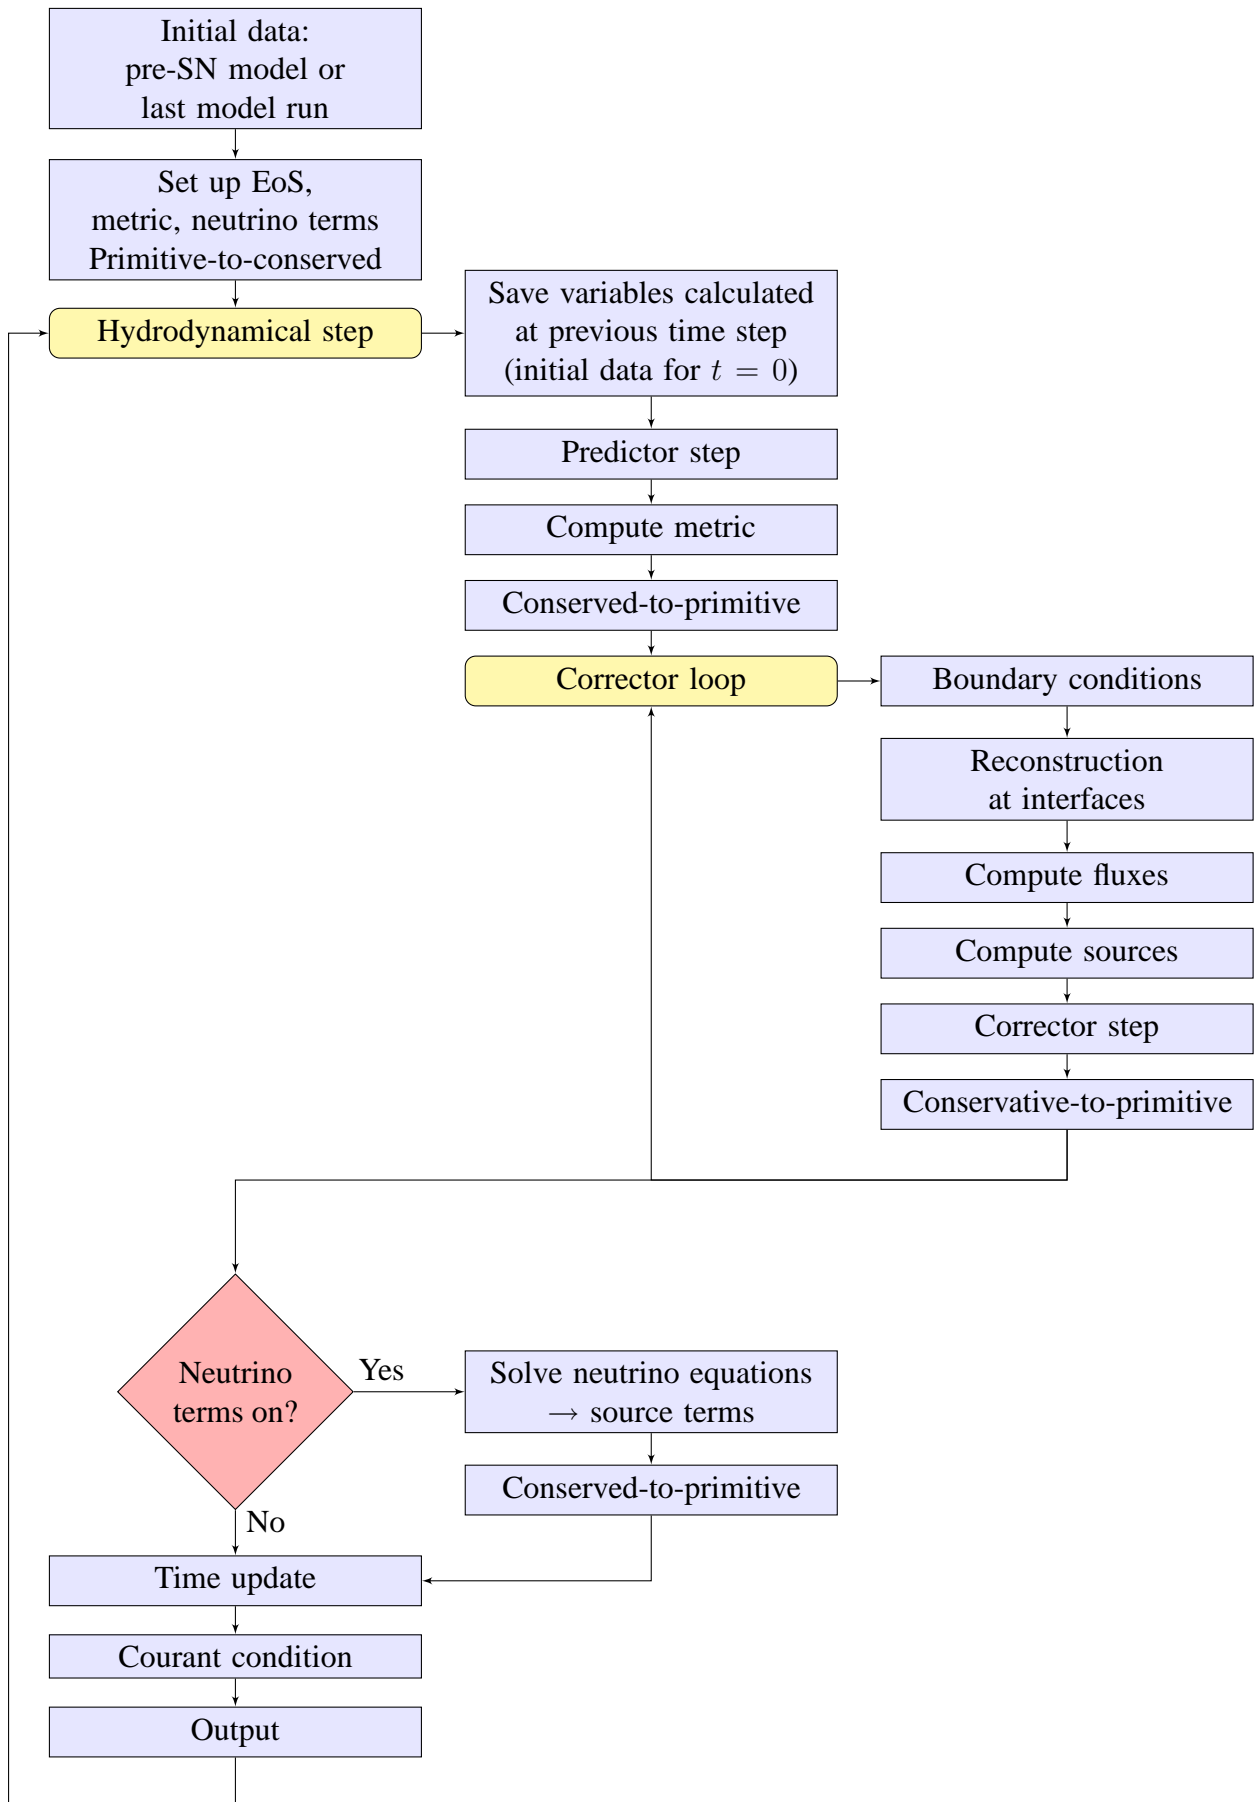 Initial data:
pre-SN model or
last model run
Set up EoS,
metric, neutrino terms
Primitive-to-conserved
Hydrodynamical step
Save variables calculated
at previous time step
(initial data for t = 0)
Predictor step
Compute metric
Conserved-to-primitive
Corrector loop
Boundary conditions
Reconstruction
at interfaces
Compute fluxes
Compute sources
Corrector step
Conservative-to-primitive
Neutrino
terms on?
Yes
Solve neutrino equations
→ source terms
Conserved-to-primitive
No
Time update
Courant condition
Output